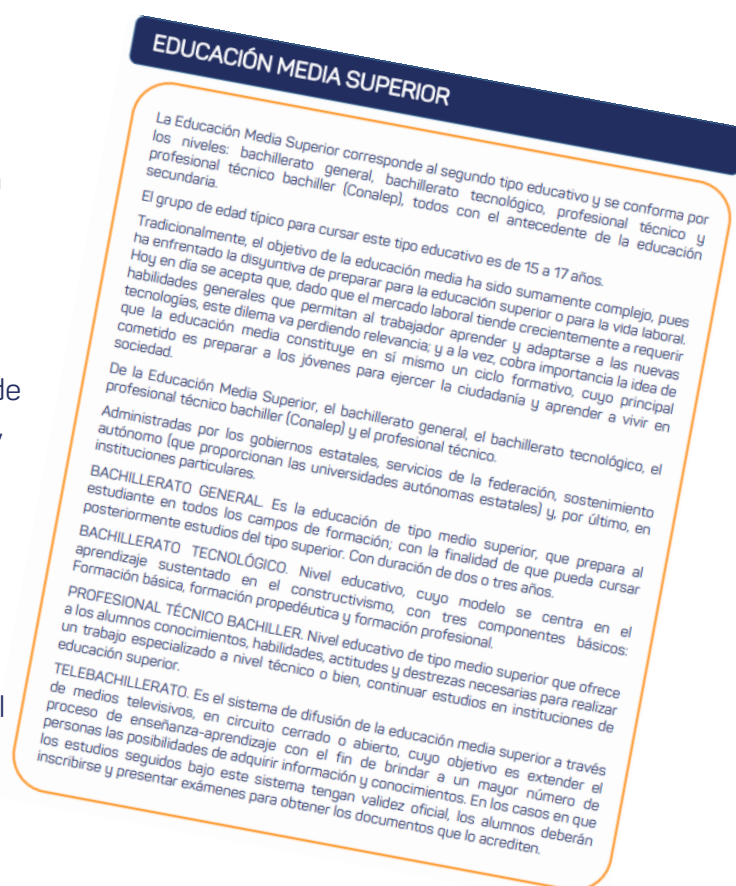 EDUCACIÓN MEDIA SUPERIOR
La Educación Media Superior corresponde al segundo tipo educativo y se conforma por
los niveles: bachillerato general, bachillerato tecnológico, profesional técnico y
profesional técnico bachiller (Conalep), todos con el antecedente de la educación
secundaria.
El grupo de edad típico para cursar este tipo educativo es de 15 a 17 años.
Tradicionalmente, el objetivo de la educación media ha sido sumamente complejo, pues
ha enfrentado la disyuntiva de preparar para la educación superior o para la vida laboral.
Hoy en día se acepta que, dado que el mercado laboral tiende crecientemente a requerir
habilidades generales que permitan al trabajador aprender y adaptarse a las nuevas
tecnologías, este dilema va perdiendo relevancia; y a la vez, cobra importancia la idea de
que la educación media constituye en sí mismo un ciclo formativo, cuyo principal
cometido es preparar a los jóvenes para ejercer la ciudadanía y aprender a vivir en
sociedad.
De la Educación Media Superior, el bachillerato general, el bachillerato tecnológico, el
profesional técnico bachiller (Conalep) y el profesional técnico.
Administradas por los gobiernos estatales, servicios de la federación, sostenimiento
autónomo (que proporcionan las universidades autónomas estatales) y, por último, en
instituciones particulares.
BACHILLERATO GENERAL. Es la educación de tipo medio superior, que prepara al
estudiante en todos los campos de formación; con la finalidad de que pueda cursar
posteriormente estudios del tipo superior. Con duración de dos o tres años.
BACHILLERATO TECNOLÓGICO. Nivel educativo, cuyo modelo se centra en el
aprendizaje sustentado en el constructivismo, con tres componentes básicos:
Formación básica, formación propedéutica y formación profesional.
PROFESIONAL TÉCNICO BACHILLER. Nivel educativo de tipo medio superior que ofrece
a los alumnos conocimientos, habilidades, actitudes y destrezas necesarias para realizar
un trabajo especializado a nivel técnico o bien, continuar estudios en instituciones de
educación superior.
TELEBACHILLERATO. Es el sistema de difusión de la educación media superior a través
de medios televisivos, en circuito cerrado o abierto, cuyo objetivo es extender el
proceso de enseñanza-aprendizaje con el fin de brindar a un mayor número de
personas las posibilidades de adquirir información y conocimientos. En los casos en que
los estudios seguidos bajo este sistema tengan validez oficial, los alumnos deberán
inscribirse y presentar exámenes para obtener los documentos que lo acrediten.